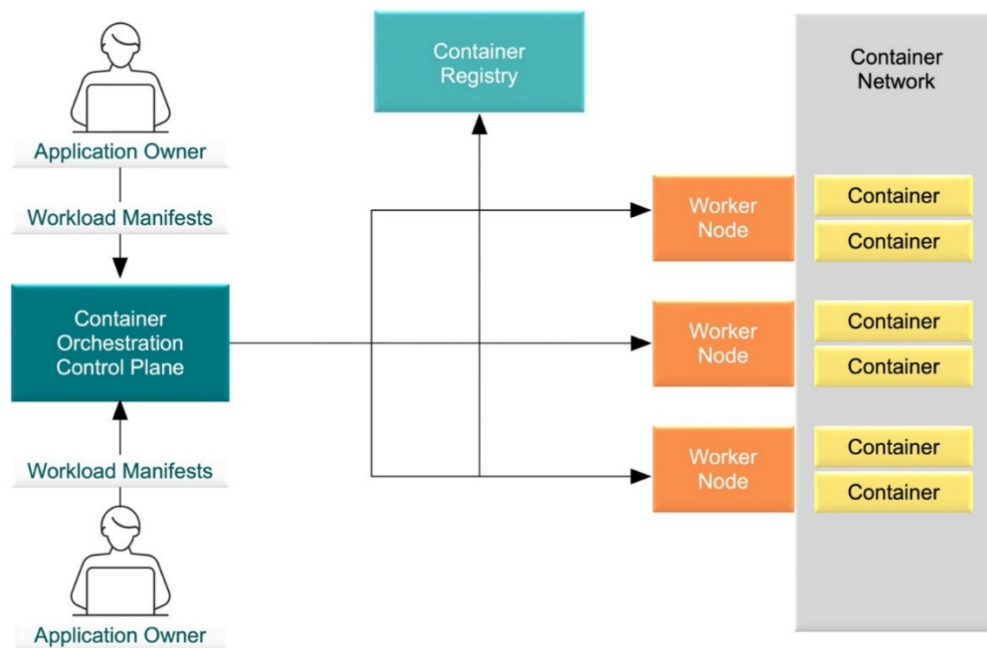 Application Owner
Workload Manifests
Container
Orchestration
Control Plane
Workload Manifests
Application Owner
Container
Registry
Worker
Node
Worker
Node
Worker
Node
Container
Network
Container
Container
Container
Container
Container
Container